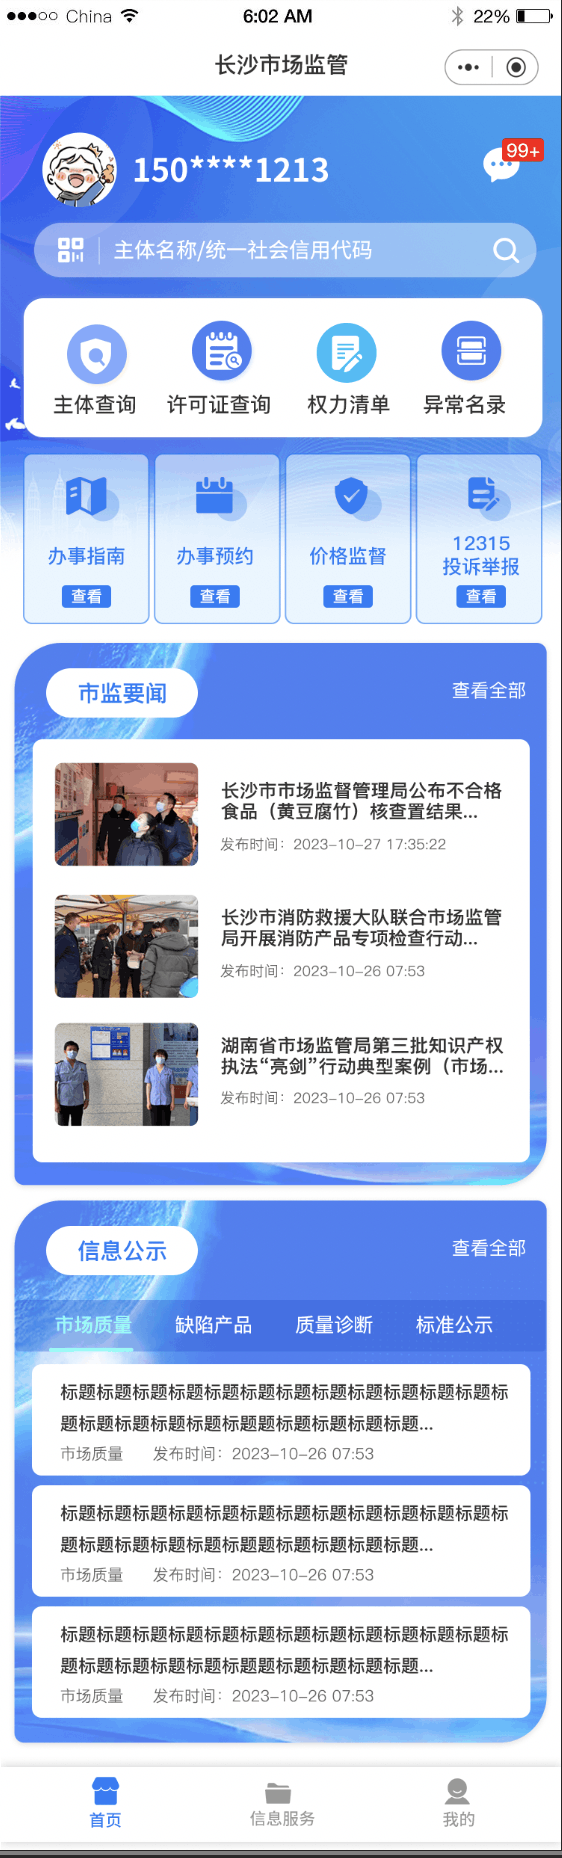 China
6:02 AM
22%
长沙市场监管
150****1213
99+
主体名称/统一社会信用代码
主体查询
许可证查询
权力清单
异常名录
办事指南
办事预约
价格监督
12315
投诉举报
查看
查看
查看
查看
市监要闻
查看全部
长沙市市场监督管理局公布不合格
食品（黄豆腐竹）核查置结果...
发布时间：2023-10-27 17:35:22
长沙市消防救援大队联合市场监管
局开展消防产品专项检查行动...
发布时间：2023-10-26 07:53
湖南省市场监管局第三批知识产权
执法“亮剑”行动典型案例（市场...
发布时间：2023-10-26 07:53
信息公示
查看全部
市场质量
缺陷产品
质量诊断
标准公示
标题标题标题标题标题标题标题标题标题标题标题标题标
题标题标题标题标题标题标题标题标题标题标题...
市场质量 发布时间：2023-10-26 07:53
标题标题标题标题标题标题标题标题标题标题标题标题标
题标题标题标题标题标题标题标题标题标题标题...
市场质量 发布时间：2023-10-26 07:53
标题标题标题标题标题标题标题标题标题标题标题标题标
题标题标题标题标题标题标题标题标题标题标题...
市场质量 发布时间：2023-10-26 07:53
首页
信息服务
我的